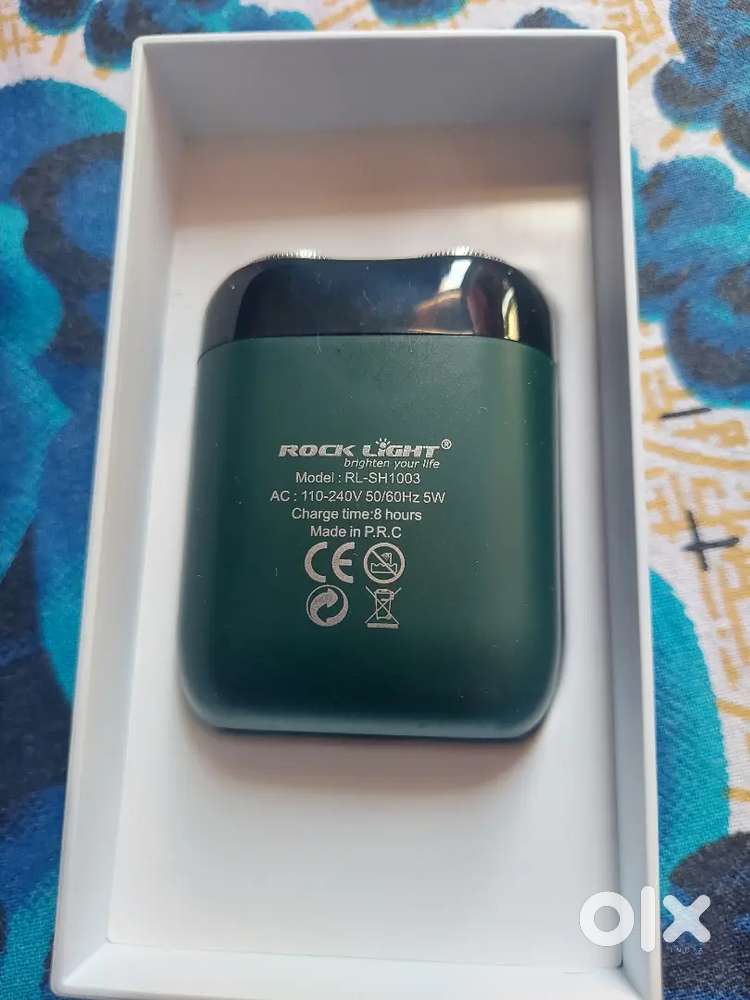 ROCK LiGHT®
brighten your life
Model : RL-SH1003
AC : 110-240V 50/60Hz 5W
Charge time:8 hours
Made in P.R.C
CE
olx